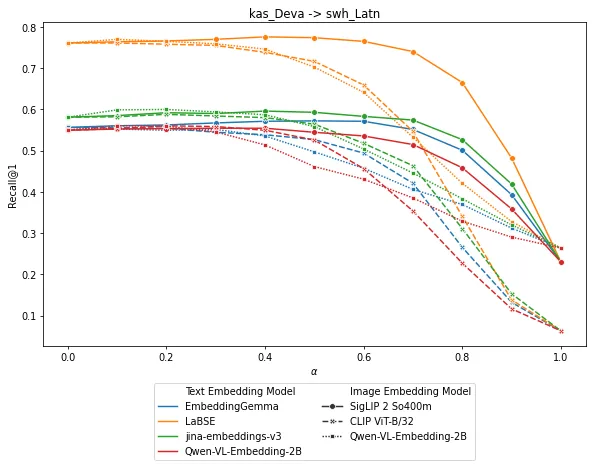 kas_Deva -> swh_Latn
0.8
0.7
0.6
0.5
0.4
0.3
0.2
0.1
Recall@1
0.0 0.2 0.4 0.6 0.8 1.0
α
Text Embedding Model
EmbeddingGemma
LaBSE
jina-embeddings-v3
Qwen-VL-Embedding-2B
Image Embedding Model
SigLIP 2 So400m
CLIP ViT-B/32
Qwen-VL-Embedding-2B